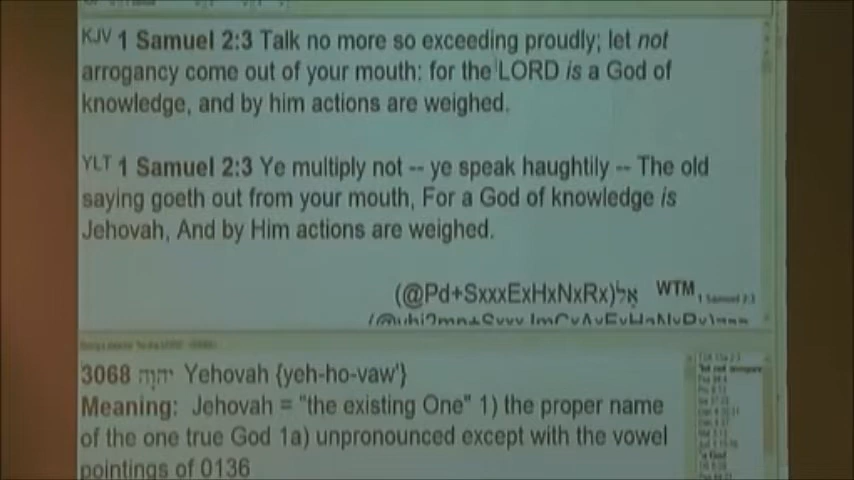 KJV 1 Samuel 2:3 Talk no more so exceeding proudly; let not
arrogancy come out of your mouth: for the LORD is a God of
knowledge, and by him actions are weighed.
YLT 1 Samuel 2:3 Ye multiply not -- ye speak haughtily -- The old
saying goeth out from your mouth, For a God of knowledge is
Jehovah, And by Him actions are weighed.
(@Pd+SxxxExHxNxRx)אַל WTM 1 Samuel 2:3
3068 יְהוָה Yehovah {yeh-ho-vaw'}
Meaning: Jehovah = "the existing One" 1) the proper name
of the one true God 1a) unpronounced except with the vowel
pointings of 0136